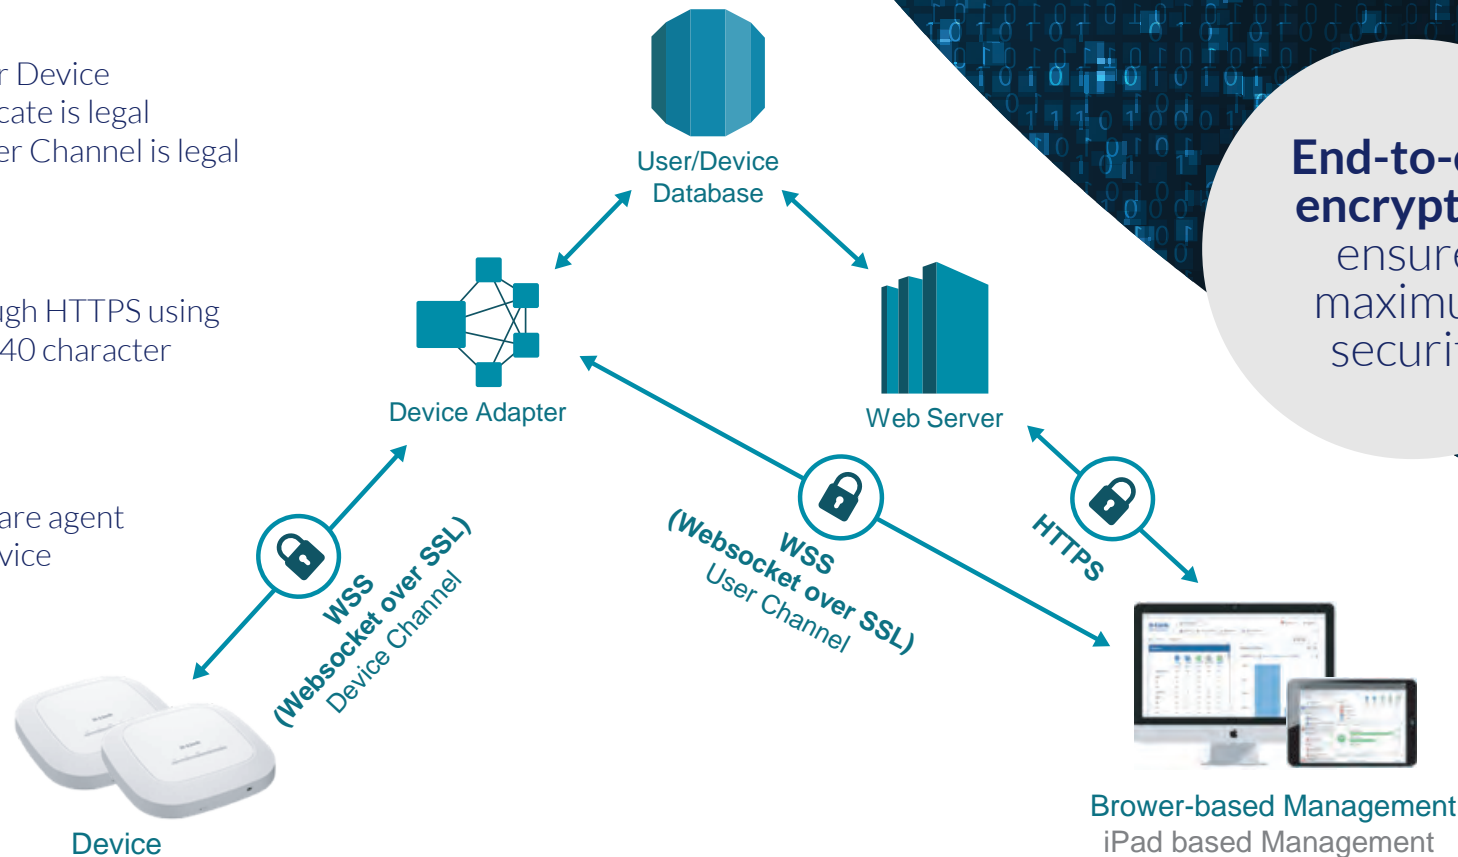 r Device
cate is legal
er Channel is legal
ugh HTTPS using
40 character
are agent
vice
User/Device
Database
End-to-e
encrypt
ensure
maximu
securit
Device Adapter
Web Server
WSS
(Websocket over SSL)
Device Channel
WSS
(Websocket over SSL)
User Channel
HTTPS
Device
Brower-based Management
iPad based Management